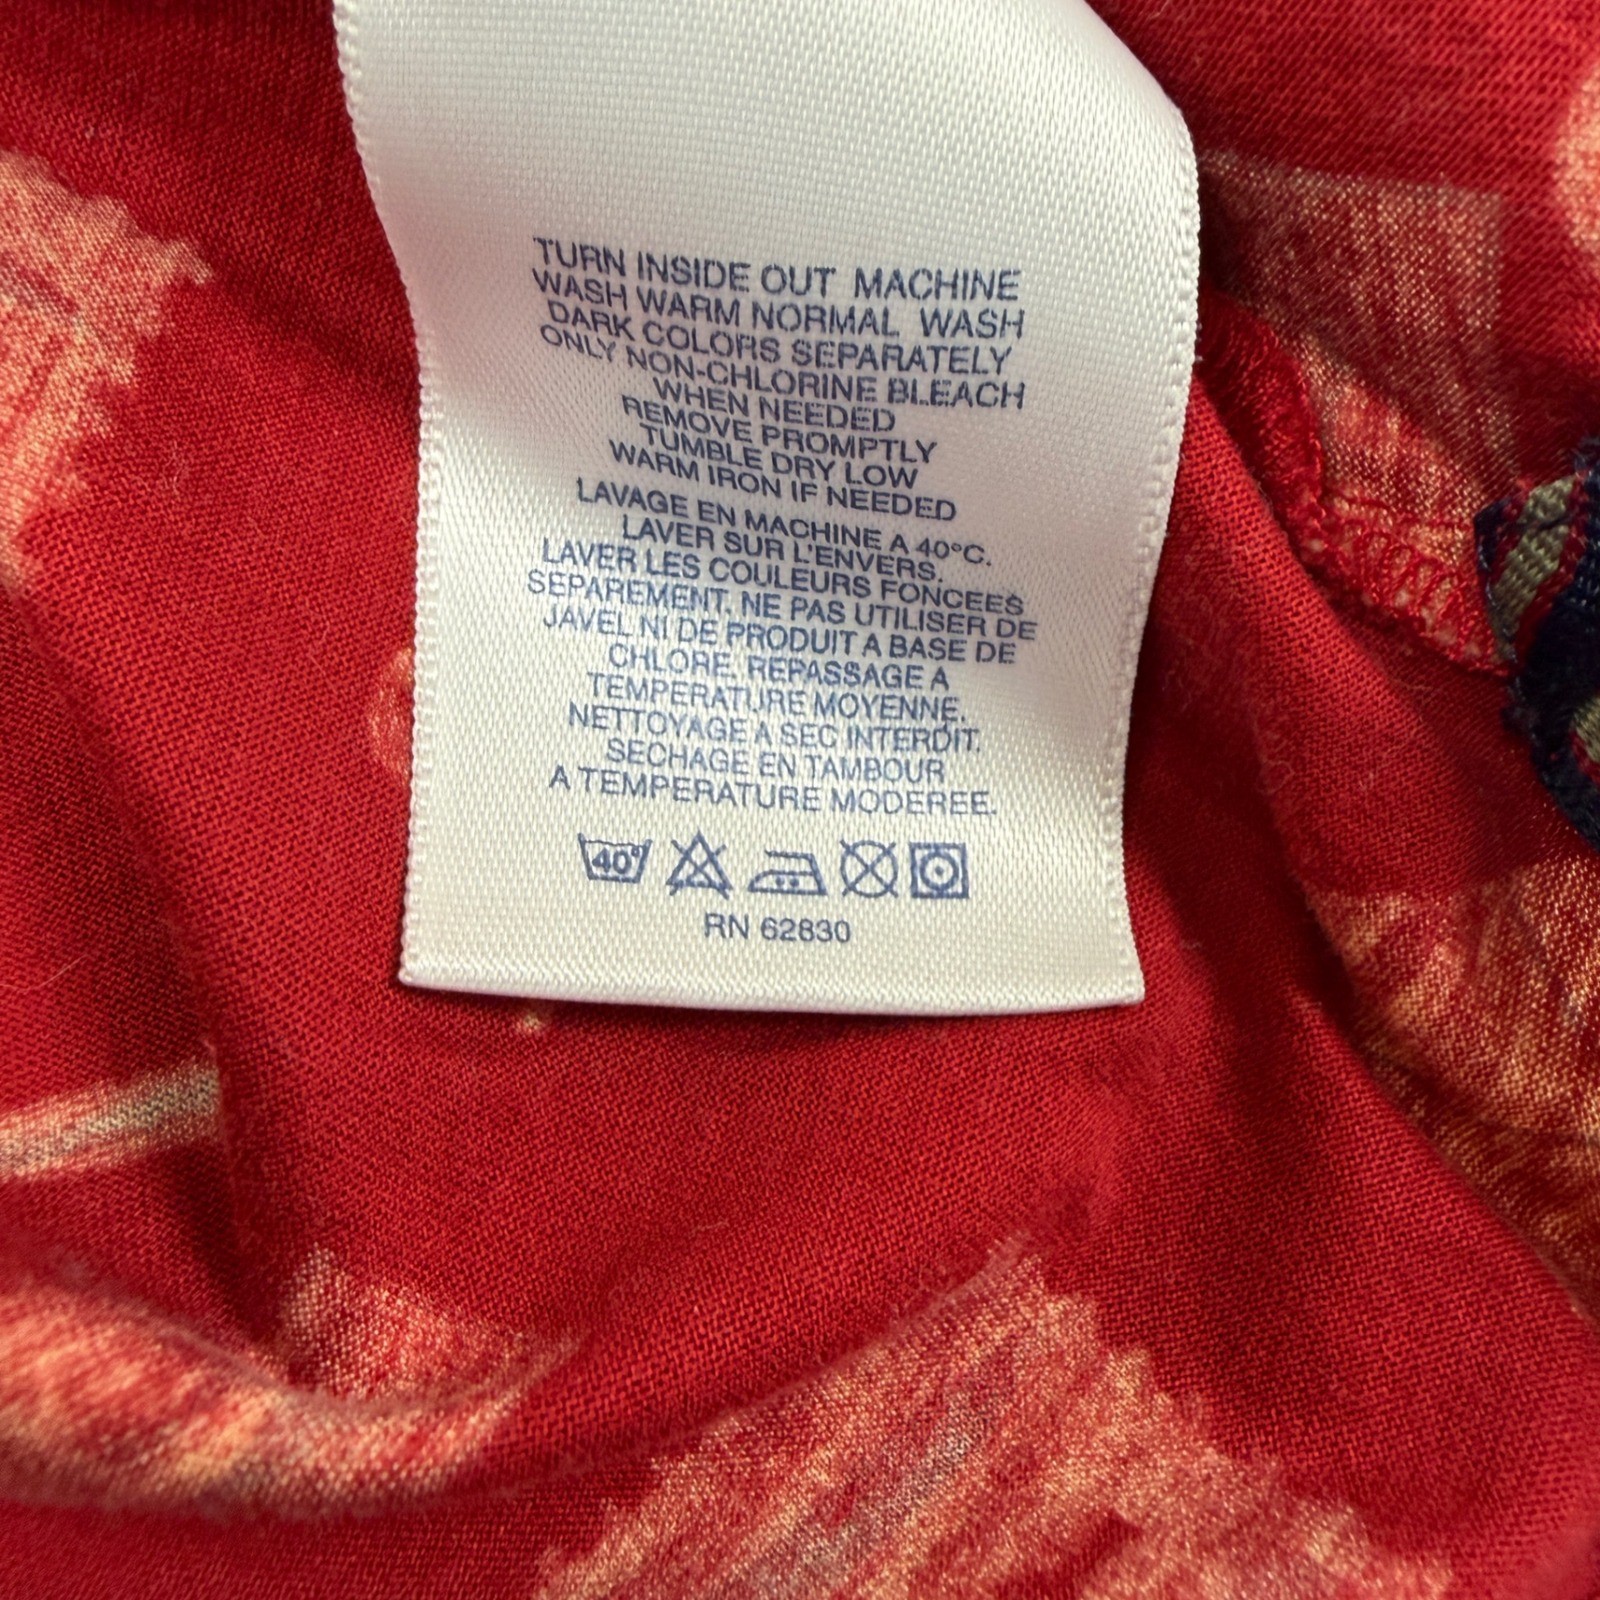 TURN INSIDE OUT MACHINE
WASH WARM NORMAL WASH
DARK COLORS SEPARATELY
ONLY NON-CHLORINE BLEACH
WHEN NEEDED
REMOVE PROMPTLY
TUMBLE DRY LOW
WARM IRON IF NEEDED
LAVAGE EN MACHINE A 40°C.
LAVER SUR L'ENVERS.
LAVER LES COULEURS FONCEES
SEPAREMENT. NE PAS UTILISER DE
JAVEL NI DE PRODUIT A BASE DE
CHLORE. REPASSAGE A
TEMPERATURE MOYENNE.
NETTOYAGE A SEC INTERDIT.
SECHAGE EN TAMBOUR
A TEMPERATURE MODEREE.
40°
RN 62830